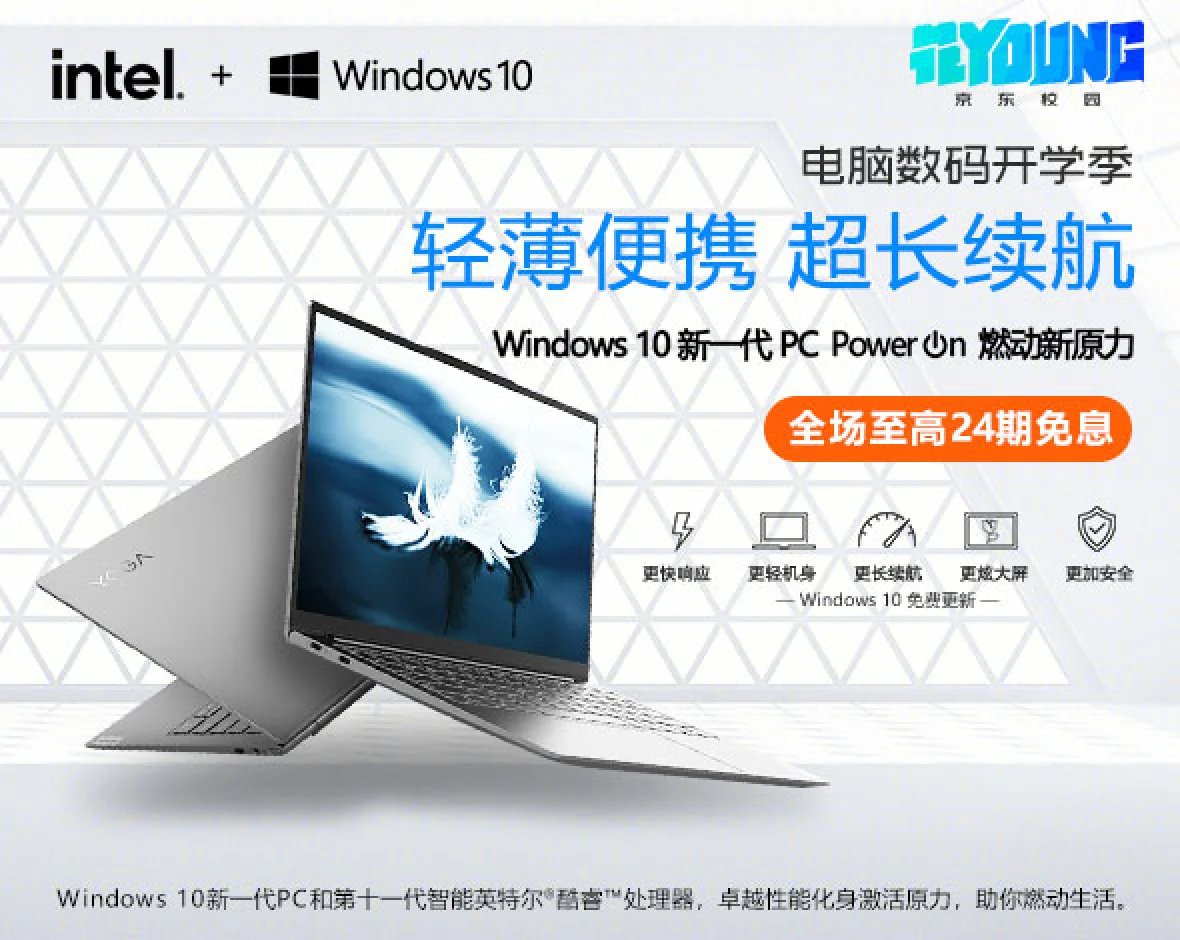 intel. + Windows 10
YOUNG
京东校园
电脑数码开学季
轻薄便携 超长续航
Windows 10 新一代 PC Power On 燃动新原力
全场至高24期免息
更快响应 更轻机身 更长续航 更炫大屏 更加安全
— Windows 10 免费更新 —
YOGA
Windows 10新一代PC和第十一代智能英特尔®酷睿™处理器，卓越性能化身激活原力，助你燃动生活。